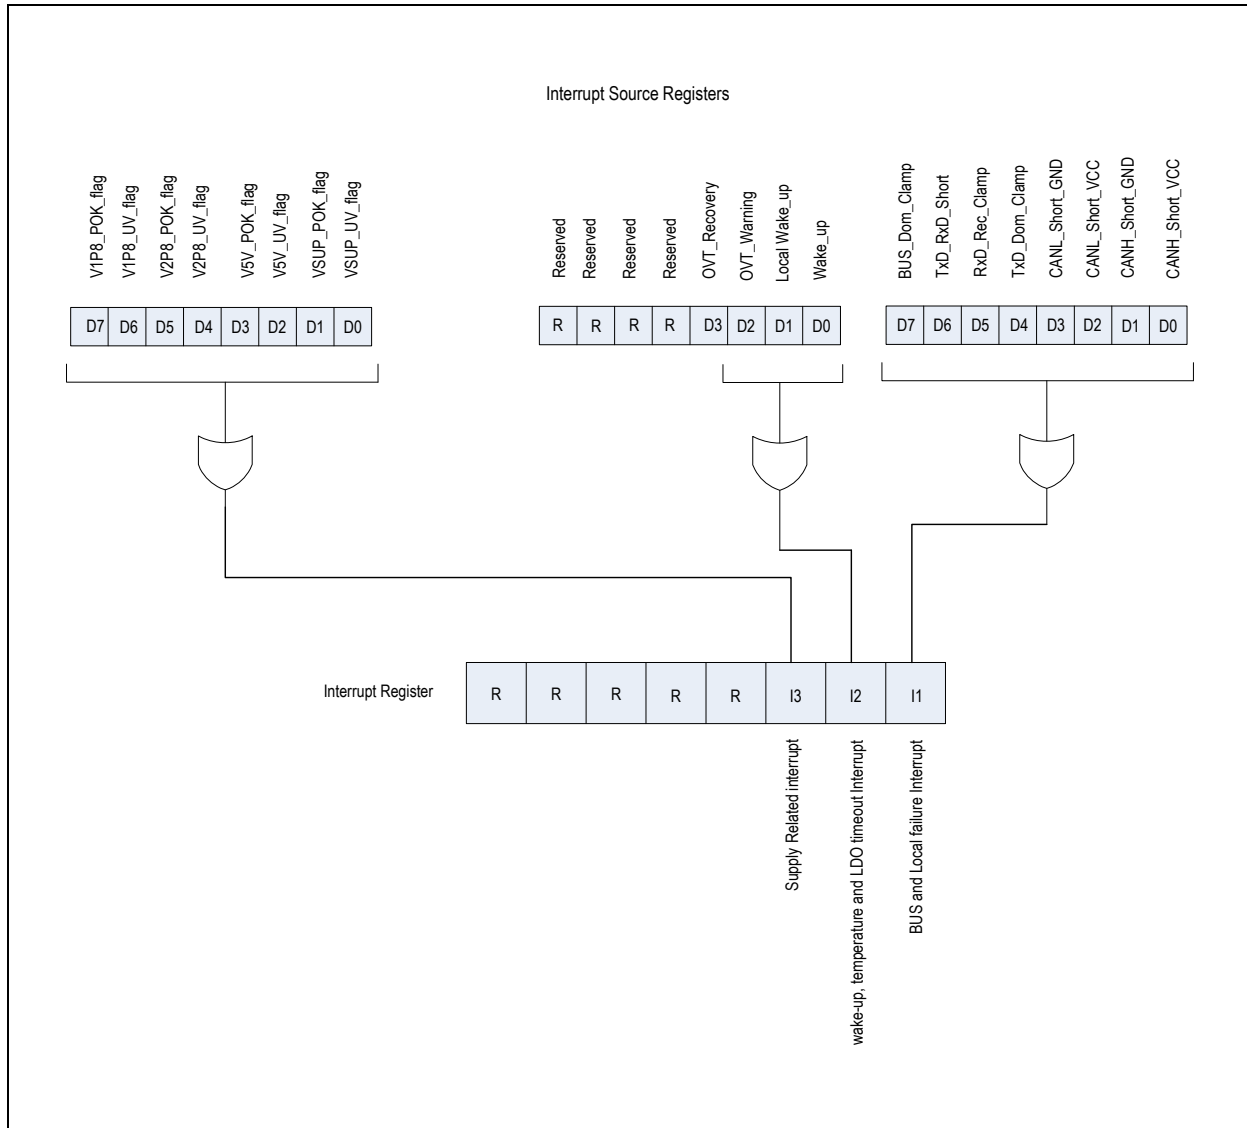 Interrupt Source Registers
V1P8_POK_flag
V1P8_UV_flag
V2P8_POK_flag
V2P8_UV_flag
V5V_POK_flag
V5V_UV_flag
VSUP_POK_flag
VSUP_UV_flag
Reserved
Reserved
Reserved
Reserved
OVT_Recovery
OVT_Warning
Local Wake_up
Wake_up
BUS_Dom_Clamp
TxD_RxD_Short
RxD_Rec_Clamp
TxD_Dom_Clamp
CANL_Short_GND
CANL_Short_VCC
CANH_Short_GND
CANH_Short_VCC
D7 D6 D5 D4 D3 D2 D1 D0
R R R R D3 D2 D1 D0
D7 D6 D5 D4 D3 D2 D1 D0
Interrupt Register
R R R R R I3 I2 I1
Supply Related interrupt
wake-up, temperature and LDO timeout Interrupt
BUS and Local failure Interrupt